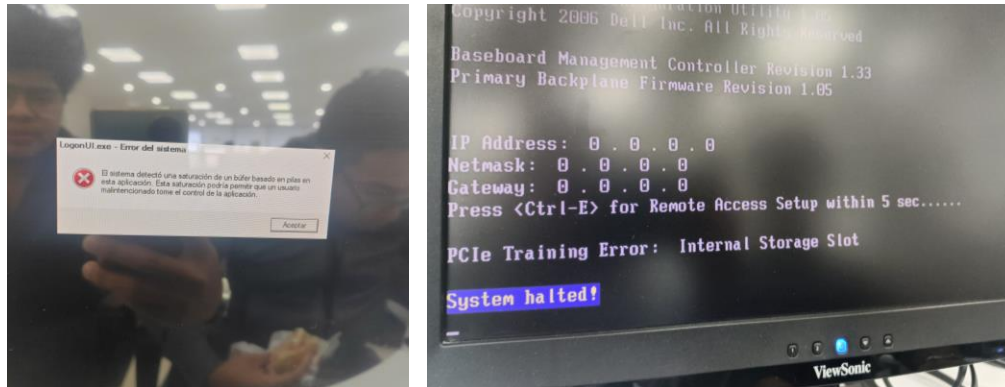 LogonUI.exe - Error del sistema
El sistema detectó una saturación de un búfer basado en pilas en
esta aplicación. Esta saturación podría permitir que un usuario
malintencionado tome el control de la aplicación.
Aceptar
Configuration Utility
Copyright 2006 Dell Inc. All Rights Reserved
Baseboard Management Controller Revision 1.33
Primary Backplane Firmware Revision 1.05
IP Address: 0 . 0 . 0 . 0
Netmask: 0 . 0 . 0 . 0
Gateway: 0 . 0 . 0 . 0
Press <Ctrl-E> for Remote Access Setup within 5 sec......
PCIe Training Error: Internal Storage Slot
System halted!
ViewSonic